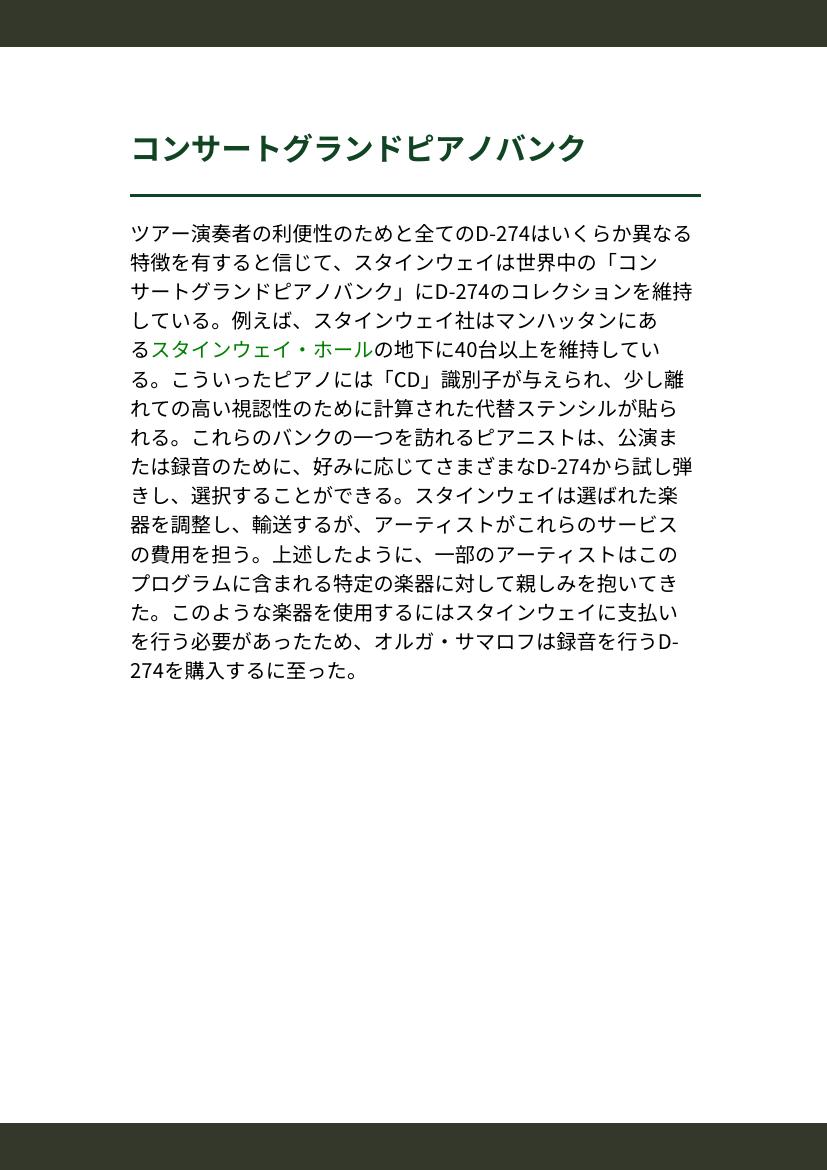 コンサートグランドピアノバンク
ツアー演奏者の利便性のためと全てのD-274はいくらか異なる
特徴を有すると信じて、スタインウェイは世界中の「コン
サートグランドピアノバンク」にD-274のコレクションを維持
している。例えば、スタインウェイ社はマンハッタンにあ
るスタインウェイ・ホールの地下に40台以上を維持してい
る。こういったピアノには「CD」識別子が与えられ、少し離
れての高い視認性のために計算された代替ステンシルが貼ら
れる。これらのバンクの一つを訪れるピアニストは、公演ま
たは録音のために、好みに応じてさまざまなD-274から試し弾
きし、選択することができる。スタインウェイは選ばれた楽
器を調整し、輸送するが、アーティストがこれらのサービス
の費用を担う。上述したように、一部のアーティストはこの
プログラムに含まれる特定の楽器に対して親しみを抱いてき
た。このような楽器を使用するにはスタインウェイに支払い
を行う必要があったため、オルガ・サマロフは録音を行うD-
274を購入するに至った。